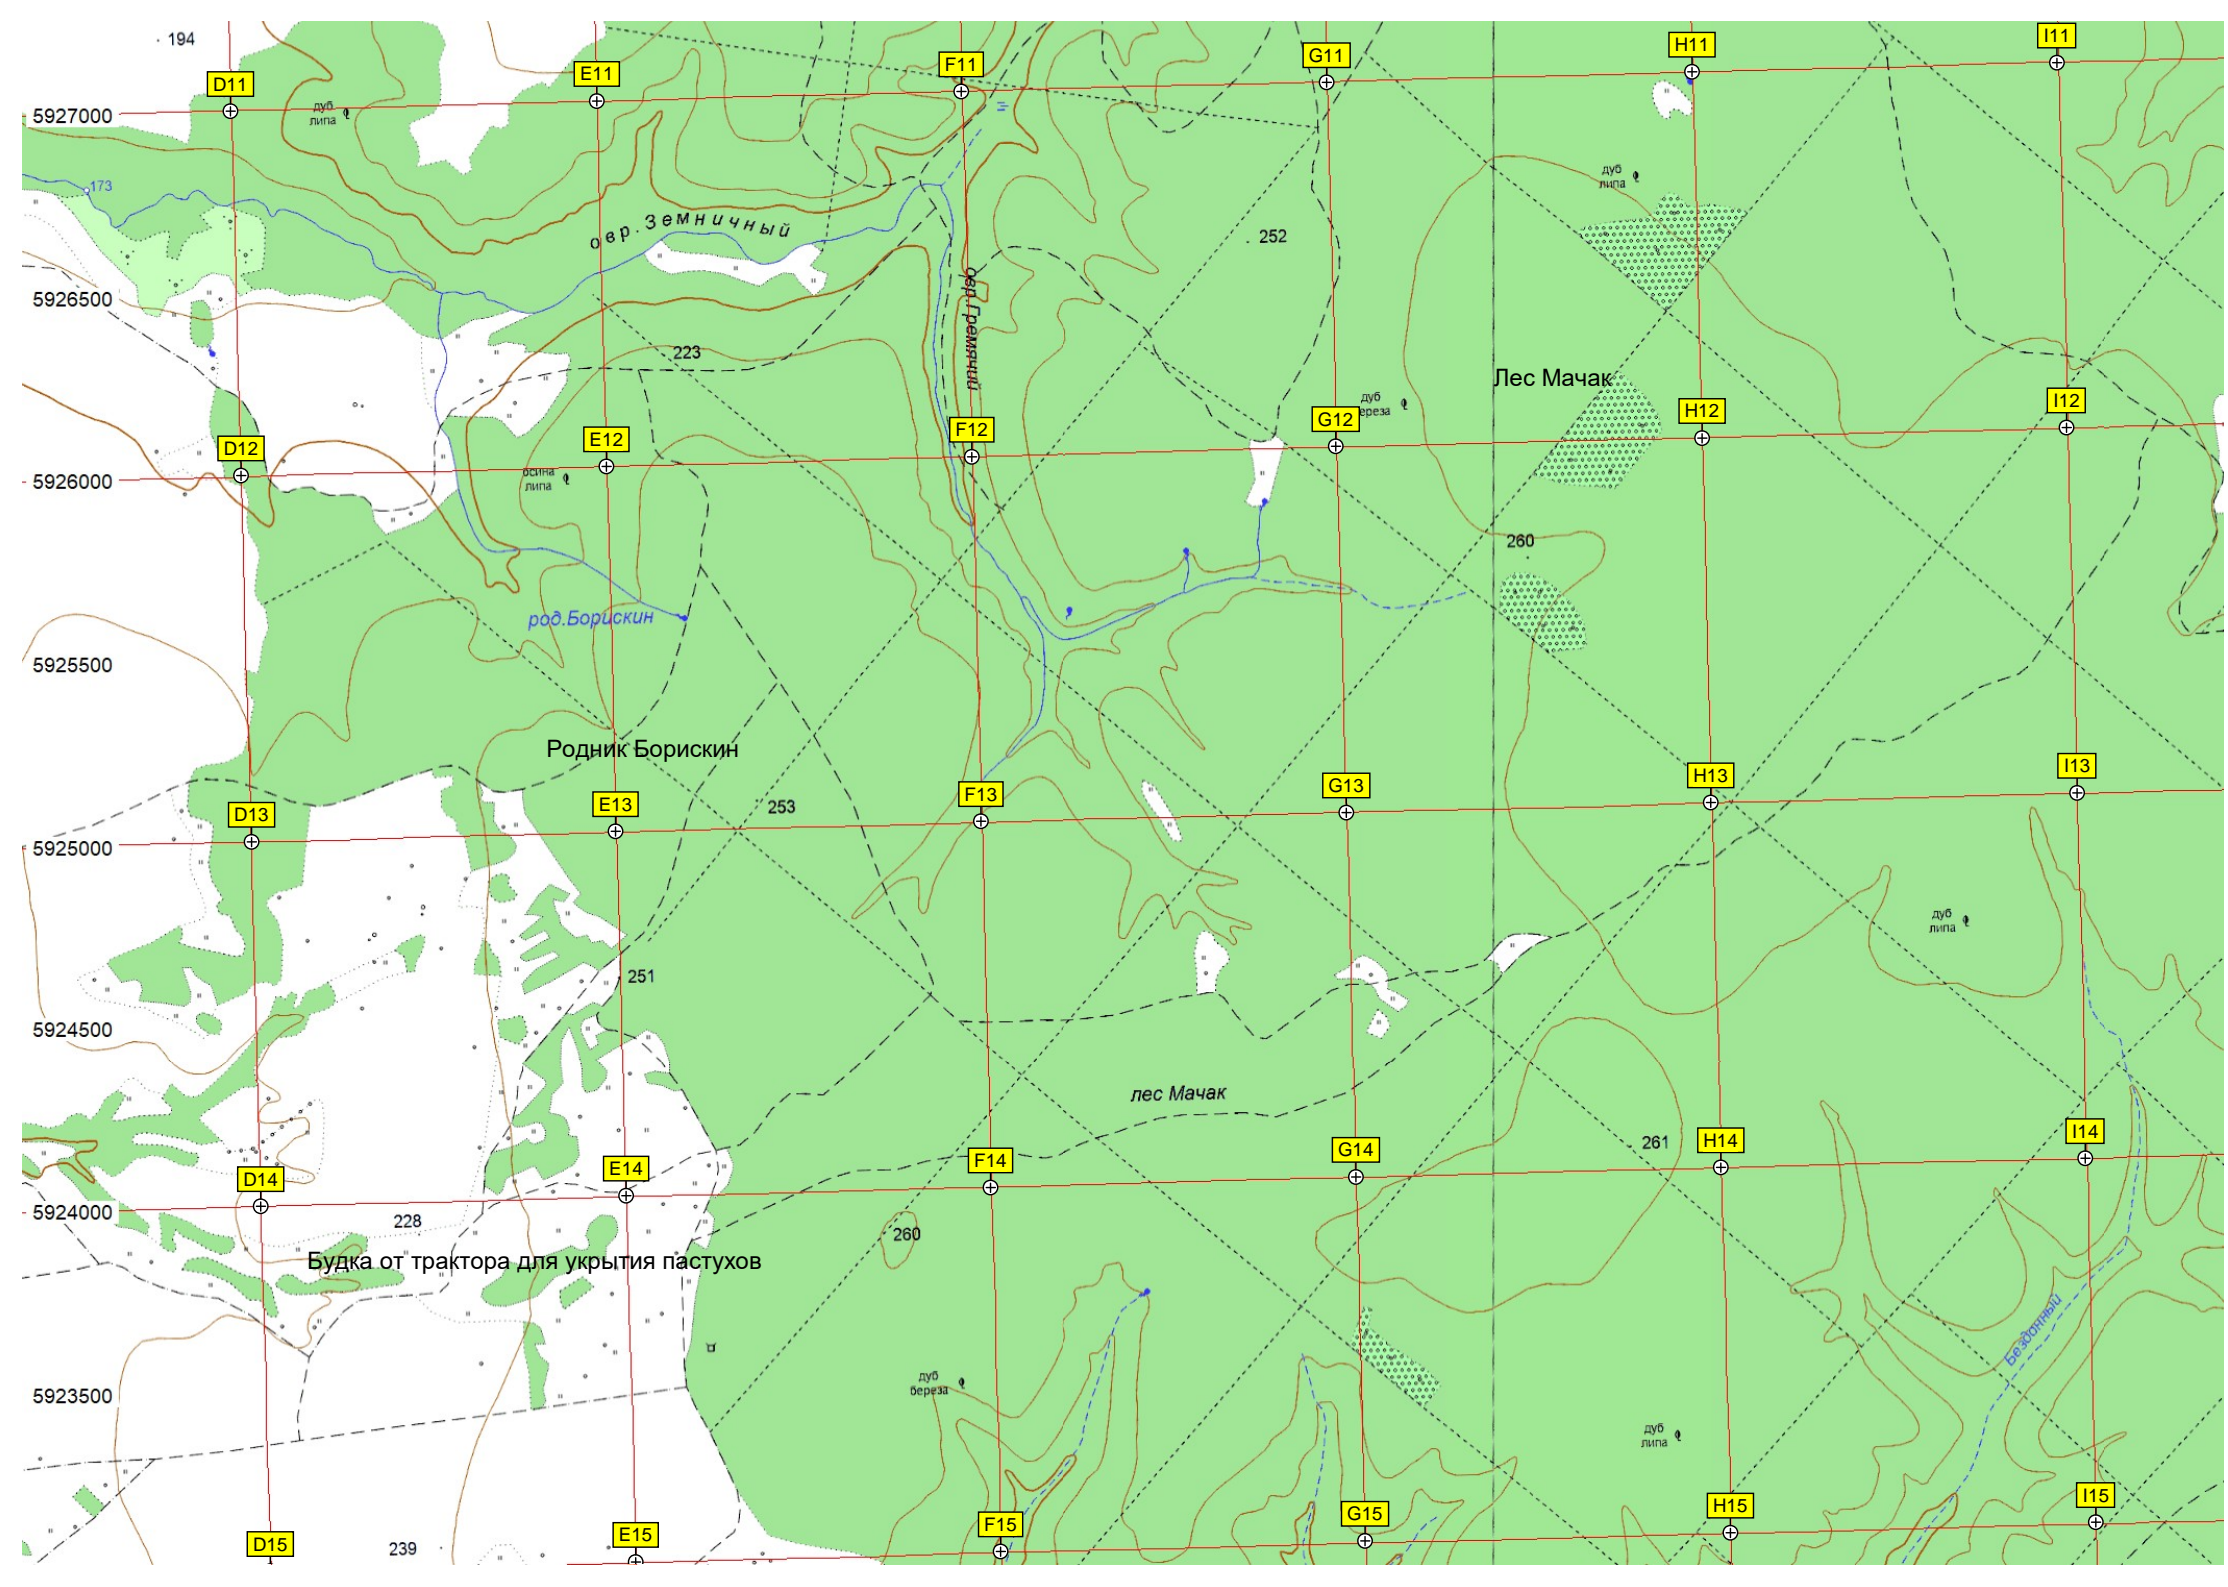 194
D11
E11
F11
G11
H11
I11
5927000
дуб
липа
173
дуб
липа
овр. Земничный
252
5926500
овр. Гремячий
223
Лес Мачак
дуб
береза
D12
E12
F12
G12
H12
I12
5926000
осина
липа
260
род.Борискин
5925500
Родник Борискин
D13
E13
F13
G13
H13
I13
253
5925000
дуб
липа
251
5924500
лес Мачак
261
D14
E14
F14
G14
H14
I14
5924000
228
260
Будка от трактора для укрытия пастухов
Бездонный
5923500
дуб
береза
дуб
липа
D15
E15
F15
G15
H15
I15
239